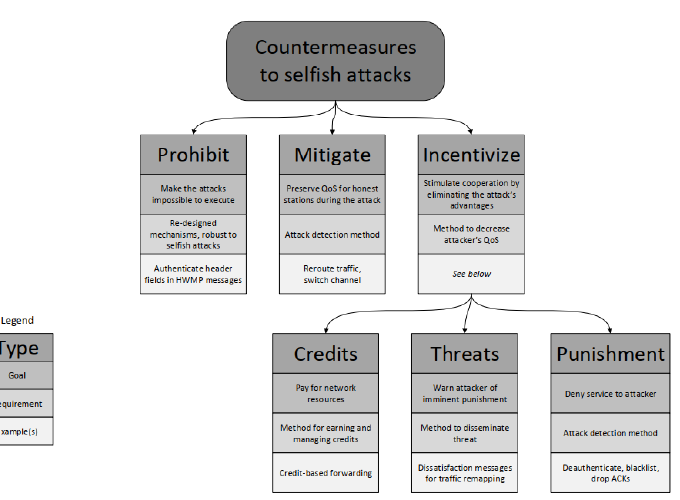 Countermeasures
to selfish attacks
Prohibit
Make the attacks
impossible to execute
Re-designed
mechanisms, robust to
selfish attacks
Authenticate header
fields in HWMP messages
Mitigate
Preserve QoS for honest
stations during the attack
Attack detection method
Reroute traffic,
switch channel
Incentivize
Stimulate cooperation by
eliminating the attack's
advantages
Method to decrease
attacker's QoS
See below
Legend
Type
Goal
equirement
xample(s)
Credits
Pay for network
resources
Method for earning and
managing credits
Credit-based forwarding
Threats
Warn attacker of
imminent punishment
Method to disseminate
threat
Dissatisfaction messages
for traffic remapping
Punishment
Deny service to attacker
Attack detection method
Deauthenticate, blacklist,
drop ACKs